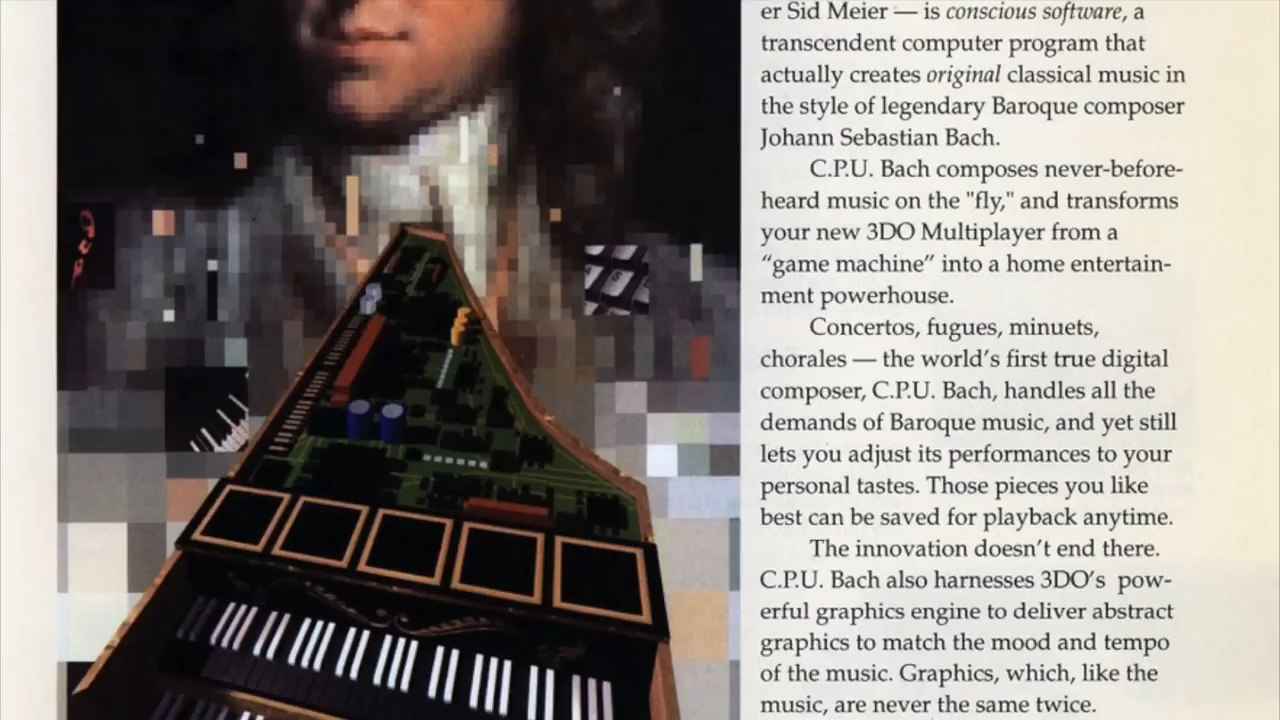 er Sid Meier — is conscious software, a
transcendent computer program that
actually creates original classical music in
the style of legendary Baroque composer
Johann Sebastian Bach.
C.P.U. Bach composes never-before-
heard music on the "fly," and transforms
your new 3DO Multiplayer from a
“game machine” into a home entertain-
ment powerhouse.
Concertos, fugues, minuets,
chorales — the world’s first true digital
composer, C.P.U. Bach, handles all the
demands of Baroque music, and yet still
lets you adjust its performances to your
personal tastes. Those pieces you like
best can be saved for playback anytime.
The innovation doesn’t end there.
C.P.U. Bach also harnesses 3DO’s pow-
erful graphics engine to deliver abstract
graphics to match the mood and tempo
of the music. Graphics, which, like the
music, are never the same twice.